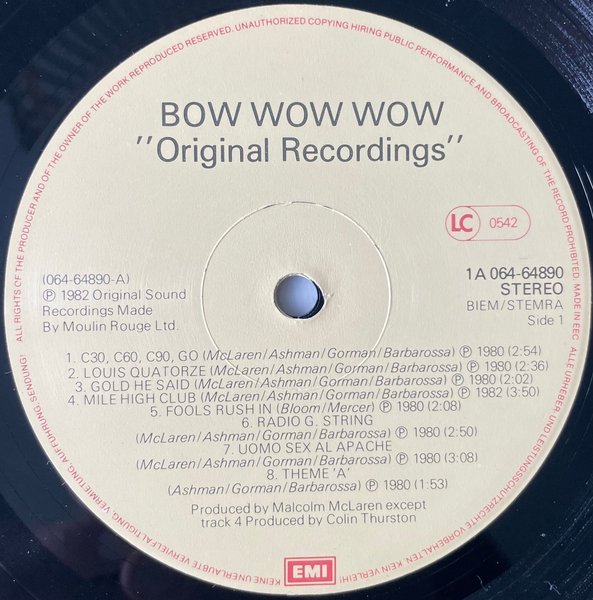 ALL RIGHTS OF THE PRODUCER AND OF THE OWNER OF THE WORK REPRODUCED RESERVED. UNAUTHORIZED COPYING HIRING PUBLIC PERFORMANCE AND BROADCASTING OF THE RECORD PROHIBITED. MADE IN EEC
BOW WOW WOW
"Original Recordings"
LC 0542
(064-64890-A)
℗ 1982 Original Sound
Recordings Made
By Moulin Rouge Ltd.
1A 064-64890
STEREO
BIEM/STEMRA
Side 1
1. C30, C60, C90, GO (McLaren/Ashman/Gorman/Barbarossa) ℗ 1980 (2:54)
2. LOUIS QUATORZE (McLaren/Ashman/Gorman/Barbarossa) ℗ 1980 (2:36)
3. GOLD HE SAID (McLaren/Ashman/Gorman/Barbarossa) ℗ 1980 (2:02)
4. MILE HIGH CLUB (McLaren/Ashman/Gorman/Barbarossa) ℗ 1982 (3:50)
5. FOOLS RUSH IN (Bloom/Mercer) ℗ 1980 (2:08)
6. RADIO G. STRING
(McLaren/Ashman/Gorman/Barbarossa) ℗ 1980 (2:50)
7. UOMO SEX AL APACHE
(McLaren/Ashman/Gorman/Barbarossa) ℗ 1980 (3:08)
8. THEME 'A'
(Ashman/Gorman/Barbarossa) ℗ 1980 (1:53)
Produced by Malcolm McLaren except
track 4 Produced by Colin Thurston
EMI
ALLE URHEBER UND LEISTUNGSSCHUTZRECHTE VORBEHALTEN. KEIN VERLEIH! KEINE UNERLAUBTE VERVIELFALTIGUNG, VERMIETUNG, AUFFUHRUNG, SENDUNG!